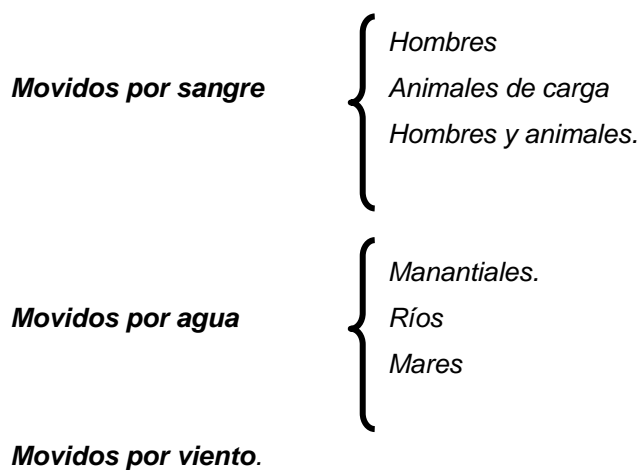 Hombres
Movidos por sangre
Animales de carga
Hombres y animales.
Manantiales.
Movidos por agua
Ríos
Mares
Movidos por viento.